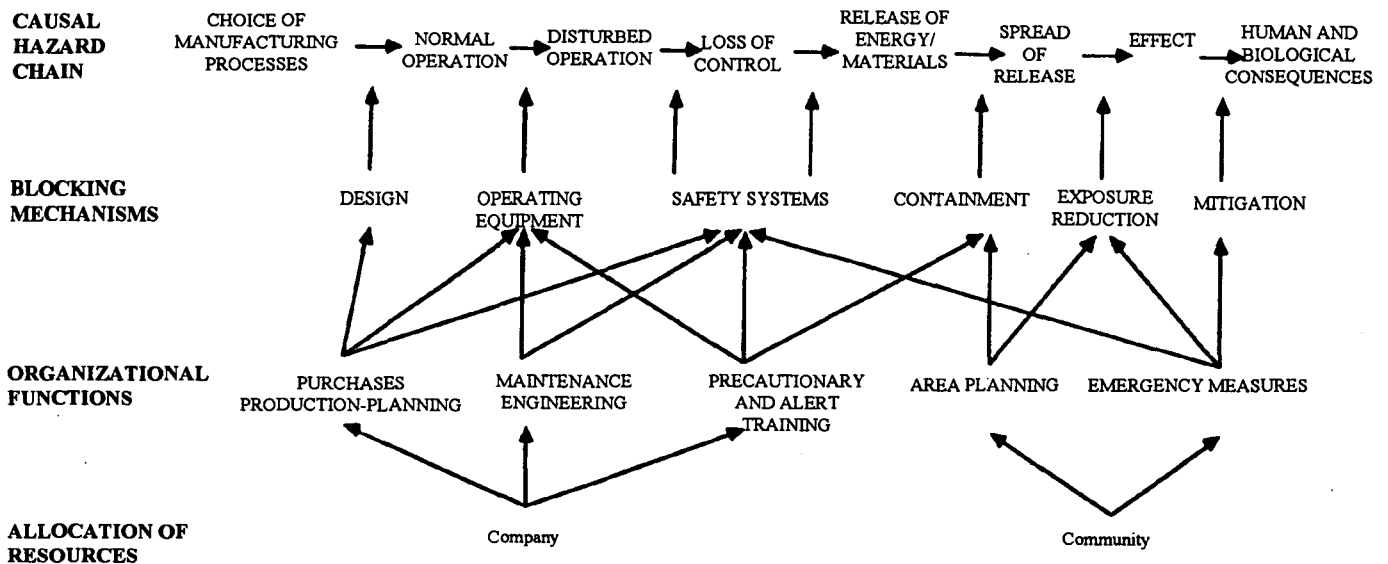 CAUSAL
HAZARD
CHAIN
CHOICE OF
MANUFACTURING
PROCESSES
NORMAL
OPERATION
DISTURBED
OPERATION
LOSS OF
CONTROL
RELEASE OF
ENERGY/
MATERIALS
SPREAD
OF
RELEASE
EFFECT
HUMAN AND
BIOLOGICAL
CONSEQUENCES
BLOCKING
MECHANISMS
DESIGN
OPERATING
EQUIPMENT
SAFETY SYSTEMS
CONTAINMENT
EXPOSURE
REDUCTION
MITIGATION
ORGANIZATIONAL
FUNCTIONS
PURCHASES
PRODUCTION-PLANNING
MAINTENANCE
ENGINEERING
PRECAUTIONARY
AND ALERT
TRAINING
AREA PLANNING
EMERGENCY MEASURES
ALLOCATION OF
RESOURCES
Company
Community